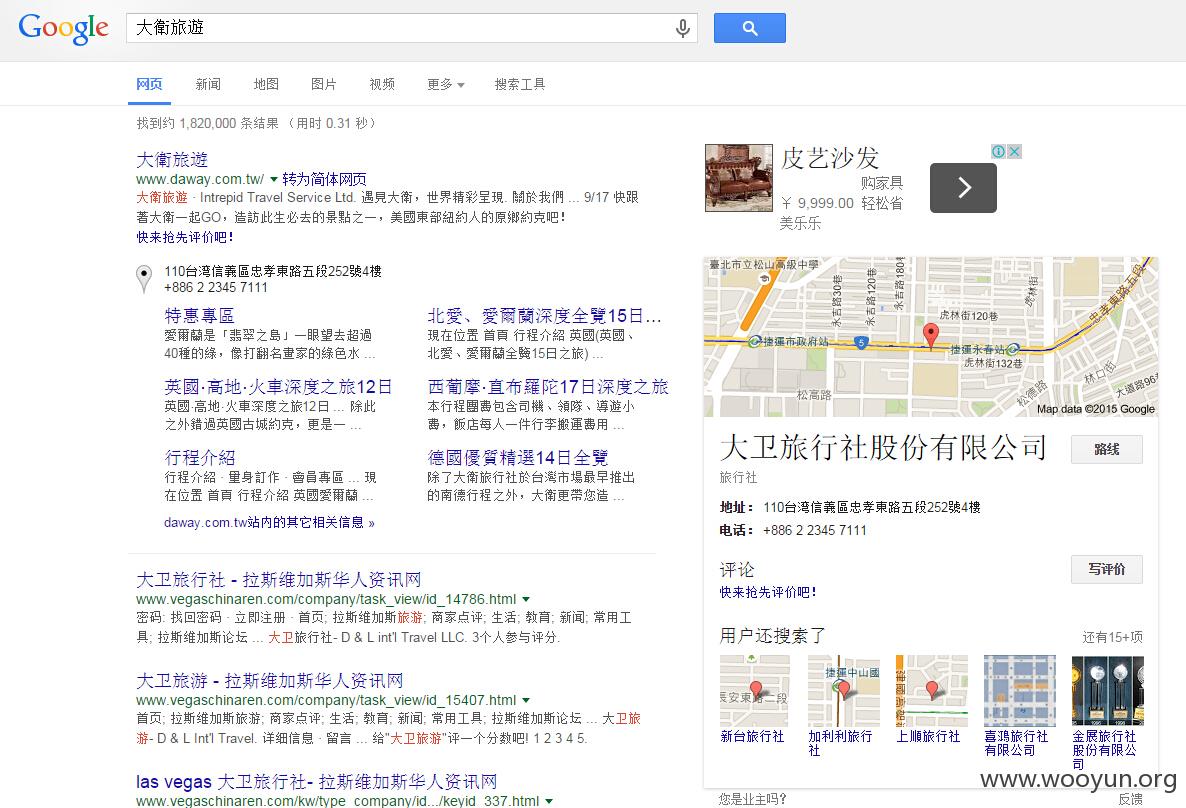 Google
大衛旅遊
网页 新闻 地图 图片 视频 更多 搜索工具
找到约 1,820,000 条结果 （用时 0.31 秒）
大衛旅遊
www.daway.com.tw/ 转为简体网页
大衛旅遊 · Intrepid Travel Service Ltd. 遇見大衛，世界精彩呈現. 關於我們 ... 9/17 快跟
著大衛一起GO，造訪此生必去的景點之一，美國東部紐約人的原鄉約克吧!
快来抢先评价吧!
110台湾信義區忠孝東路五段252號4樓
+886 2 2345 7111
特惠專區
愛爾蘭是「翡翠之島」一眼望去超過
40種的綠，像打翻名畫家的綠色水 ...
北愛、愛爾蘭深度全覽15日...
現在位置 首頁 行程介紹 英國(英國、
北愛、愛爾蘭全覽15日之旅) ...
英國·高地·火車深度之旅12日
英國·高地·火車深度之旅12日 ... 除此
之外錯過英國古城約克，更是一 ...
西葡摩·直布羅陀17日深度之旅
本行程團費包含司機、領隊、導遊小
費，飯店每人一件行李搬運費用 ...
行程介紹
行程介紹 · 量身訂作 · 會員專區 ... 現
在位置 首頁 行程介紹 英國愛爾蘭 ...
德國優質精選14日全覽
除了大衛旅行社於台灣市場最早推出
的南德行程之外，大衛更帶您造 ...
daway.com.tw站内的其它相关信息 »
大卫旅行社 - 拉斯维加斯华人资讯网
www.vegaschinaren.com/company/task_view/id_14786.html
密码: 找回密码 · 立即注册 · 首页; 拉斯维加斯旅游; 商家点评; 生活; 教育; 新闻; 常用工
具; 拉斯维加斯论坛 ... 大卫旅行社- D & L int'l Travel LLC. 3个人参与评分.
大卫旅游 - 拉斯维加斯华人资讯网
www.vegaschinaren.com/company/task_view/id_15407.html
首页; 拉斯维加斯旅游; 商家点评; 生活; 教育; 新闻; 常用工具; 拉斯维加斯论坛 ... 大卫旅
游- D & L Int'l Travel. 详细信息 · 留言 ... 给"大卫旅游"评一个分数吧! 1 2 3 4 5.
las vegas 大卫旅行社- 拉斯维加斯华人资讯网
www.vegaschinaren.com/kw/type_company/id.../keyid_337.html
皮艺沙发
购家具
￥ 9,999.00 轻松省
美乐乐
臺北市立松山高級中學
永吉路30巷
永吉路120巷
永吉路180巷
虎林街
虎林街120巷
忠孝東路五段
捷運市政府站
5
捷運永春站
虎林街132巷
松高路
松德路
林口街
大道路96巷
Map data ©2015 Google
大卫旅行社股份有限公司
路线
旅行社
地址： 110台湾信義區忠孝東路五段252號4樓
电话： +886 2 2345 7111
评论
写评价
快来抢先评价吧!
用户还搜索了
还有15+项
捷運中山國
新台旅行社
加利利旅行
社
上順旅行社
喜鴻旅行社
有限公司
金展旅行社
股份有限公
司
www.wooyun.org
您是业主吗?
反馈